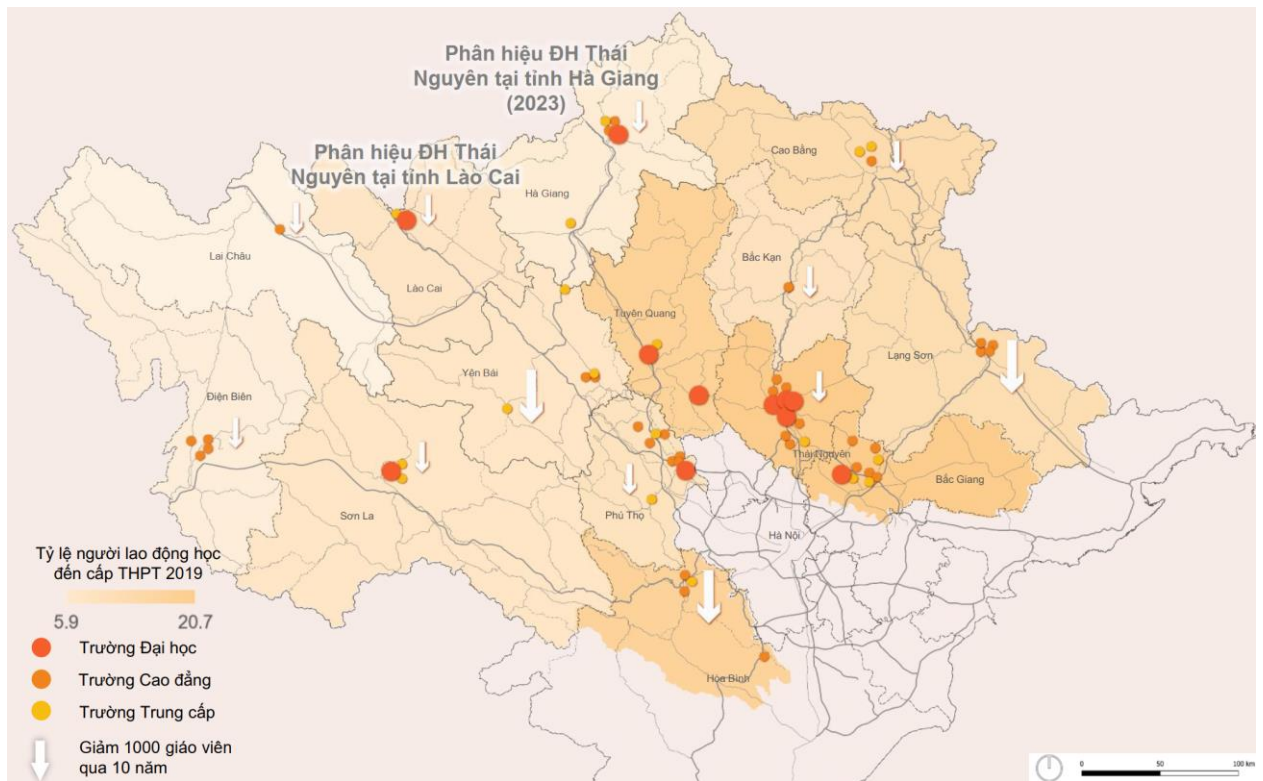 Phân hiệu ĐH Thái
Nguyên tại tỉnh Hà Giang
(2023)
Phân hiệu ĐH Thái
Nguyên tại tỉnh Lào Cai
Cao Bằng
Hà Giang
Lai Châu
Lào Cai
Bắc Kạn
Tuyên Quang
Lạng Sơn
Yên Bái
Điện Biên
Thái Nguyên
Bắc Giang
Sơn La
Phú Thọ
Hà Nội
Hòa Bình
Tỷ lệ người lao động học
đến cấp THPT 2019
5.9 20.7
Trường Đại học
Trường Cao đẳng
Trường Trung cấp
Giảm 1000 giáo viên
qua 10 năm
0 50 100 km